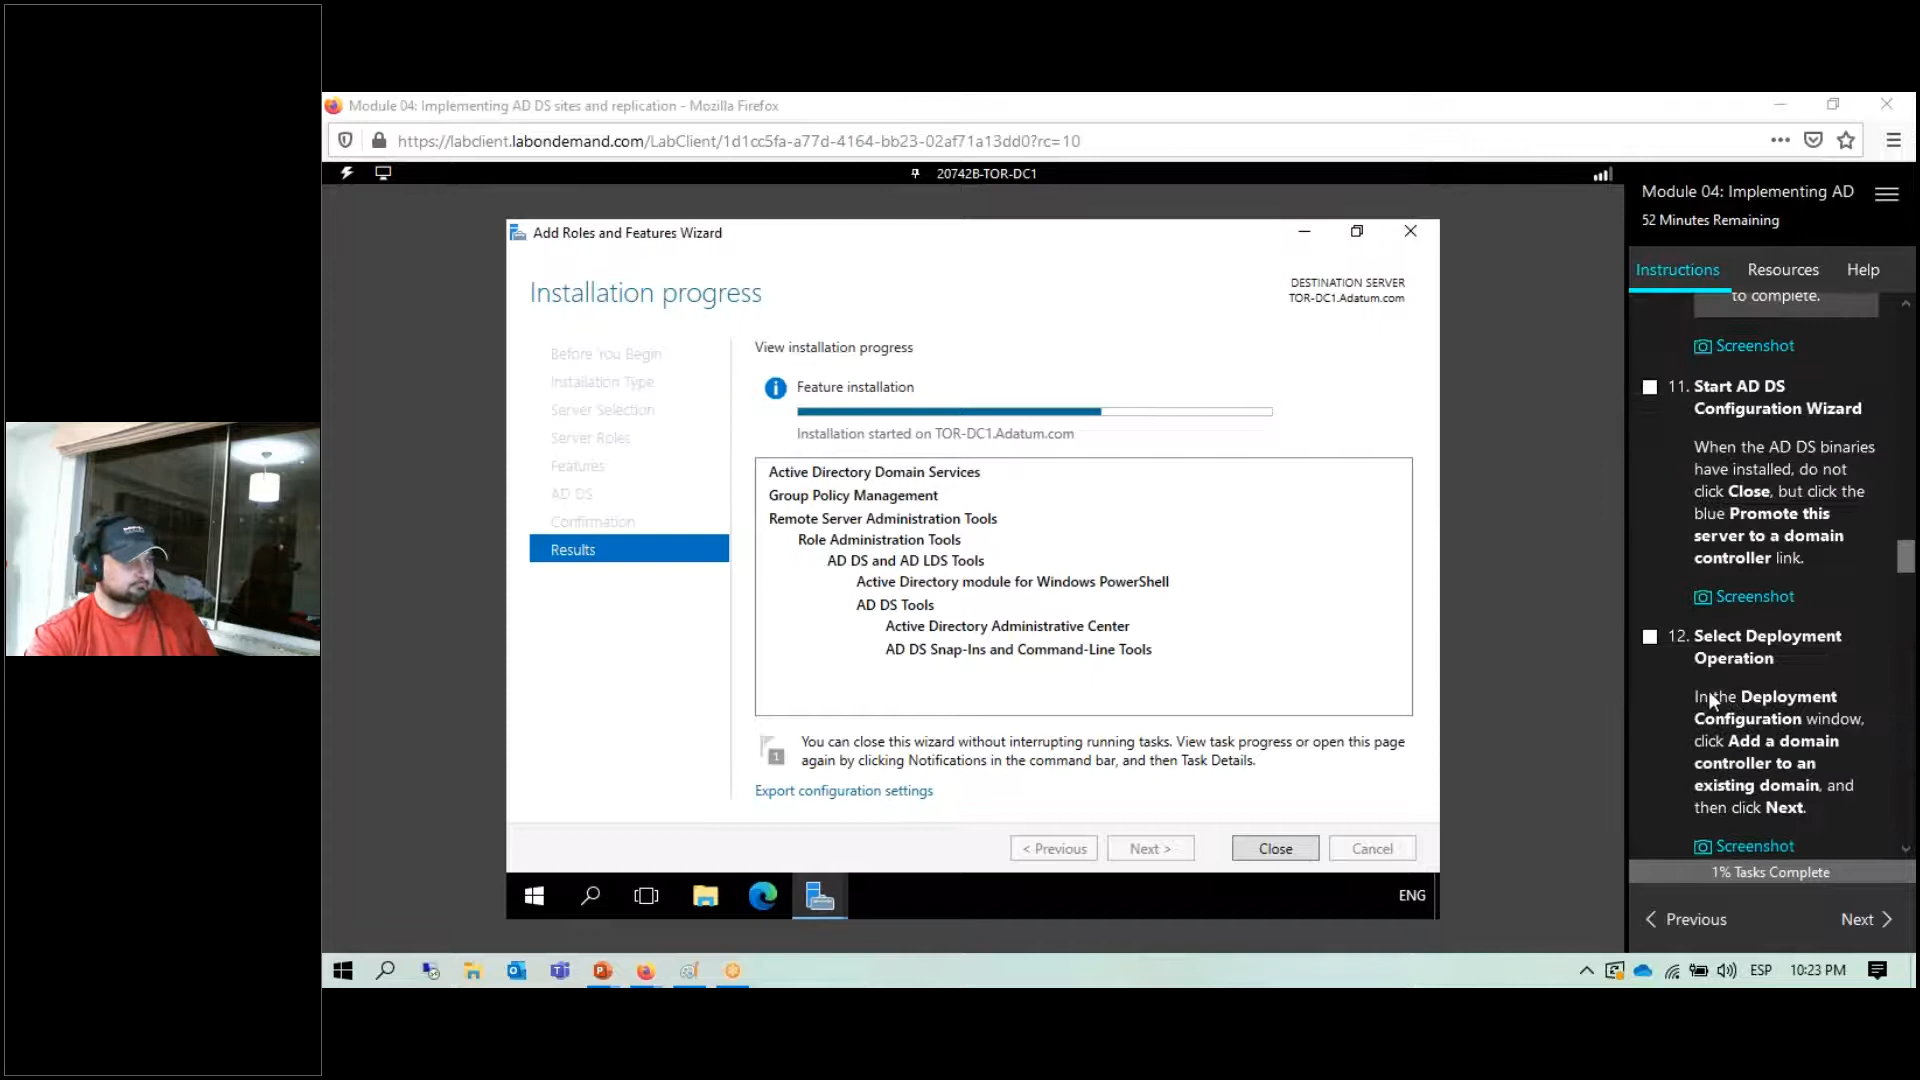 Module 04: Implementing AD DS sites and replication - Mozilla Firefox
https://labclient.labondemand.com/LabClient/1d1cc5fa-a77d-4164-bb23-02af71a13dd0?rc=10
20742B-TOR-DC1
Add Roles and Features Wizard
Installation progress
DESTINATION SERVER
TOR-DC1.Adatum.com
Before You Begin
Installation Type
Server Selection
Server Roles
Features
AD DS
Confirmation
Results
View installation progress
Feature installation
Installation started on TOR-DC1.Adatum.com
Active Directory Domain Services
Group Policy Management
Remote Server Administration Tools
Role Administration Tools
AD DS and AD LDS Tools
Active Directory module for Windows PowerShell
AD DS Tools
Active Directory Administrative Center
AD DS Snap-Ins and Command-Line Tools
1
You can close this wizard without interrupting running tasks. View task progress or open this page
again by clicking Notifications in the command bar, and then Task Details.
Export configuration settings
< Previous
Next >
Close
Cancel
ENG
Module 04: Implementing AD
52 Minutes Remaining
Instructions
Resources
Help
to complete.
Screenshot
11. Start AD DS
Configuration Wizard
When the AD DS binaries
have installed, do not
click Close, but click the
blue Promote this
server to a domain
controller link.
Screenshot
12. Select Deployment
Operation
In the Deployment
Configuration window,
click Add a domain
controller to an
existing domain, and
then click Next.
Screenshot
1% Tasks Complete
Previous
Next
ESP
10:23 PM